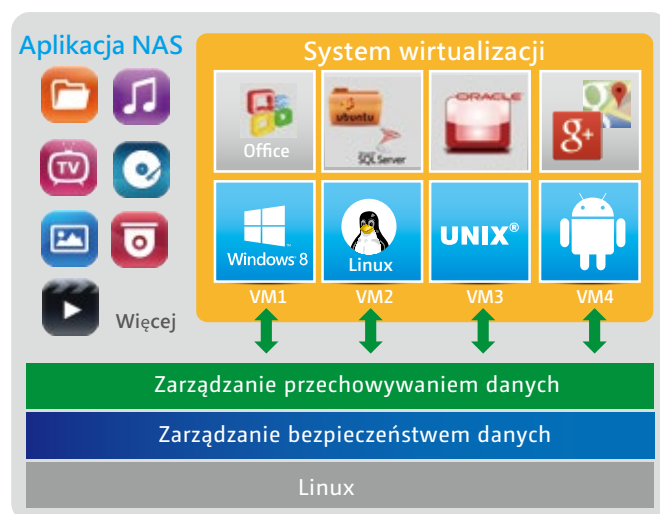 Aplikacja NAS
TV
Więcej
System wirtualizacji
Office
ubuntu
SQL Server
ORACLE
g+
Windows 8
Linux
UNIX®
VM1
VM2
VM3
VM4
Zarządzanie przechowywaniem danych
Zarządzanie bezpieczeństwem danych
Linux